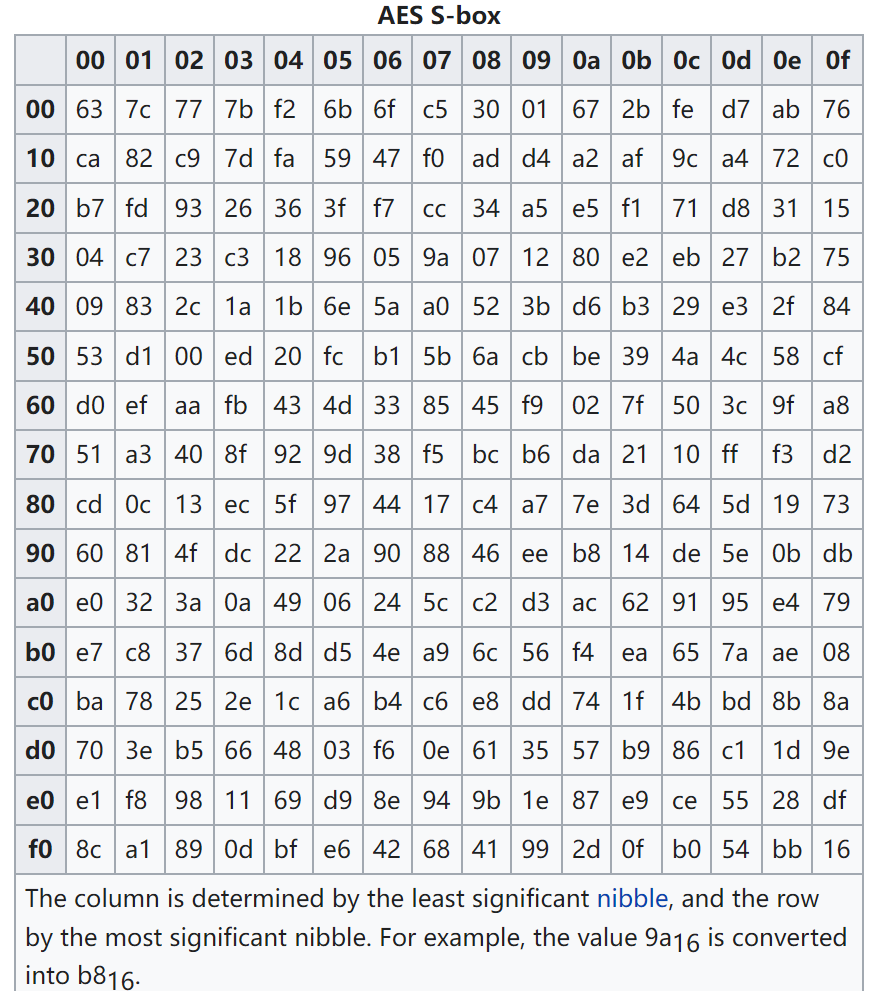 AES S-box
00 01 02 03 04 05 06 07 08 09 0a 0b 0c 0d 0e 0f
00 63 7c 77 7b f2 6b 6f c5 30 01 67 2b fe d7 ab 76
10 ca 82 c9 7d fa 59 47 f0 ad d4 a2 af 9c a4 72 c0
20 b7 fd 93 26 36 3f f7 cc 34 a5 e5 f1 71 d8 31 15
30 04 c7 23 c3 18 96 05 9a 07 12 80 e2 eb 27 b2 75
40 09 83 2c 1a 1b 6e 5a a0 52 3b d6 b3 29 e3 2f 84
50 53 d1 00 ed 20 fc b1 5b 6a cb be 39 4a 4c 58 cf
60 d0 ef aa fb 43 4d 33 85 45 f9 02 7f 50 3c 9f a8
70 51 a3 40 8f 92 9d 38 f5 bc b6 da 21 10 ff f3 d2
80 cd 0c 13 ec 5f 97 44 17 c4 a7 7e 3d 64 5d 19 73
90 60 81 4f dc 22 2a 90 88 46 ee b8 14 de 5e 0b db
a0 e0 32 3a 0a 49 06 24 5c c2 d3 ac 62 91 95 e4 79
b0 e7 c8 37 6d 8d d5 4e a9 6c 56 f4 ea 65 7a ae 08
c0 ba 78 25 2e 1c a6 b4 c6 e8 dd 74 1f 4b bd 8b 8a
d0 70 3e b5 66 48 03 f6 0e 61 35 57 b9 86 c1 1d 9e
e0 e1 f8 98 11 69 d9 8e 94 9b 1e 87 e9 ce 55 28 df
f0 8c a1 89 0d bf e6 42 68 41 99 2d 0f b0 54 bb 16
The column is determined by the least significant nibble, and the row
by the most significant nibble. For example, the value 9a16 is converted
into b816.